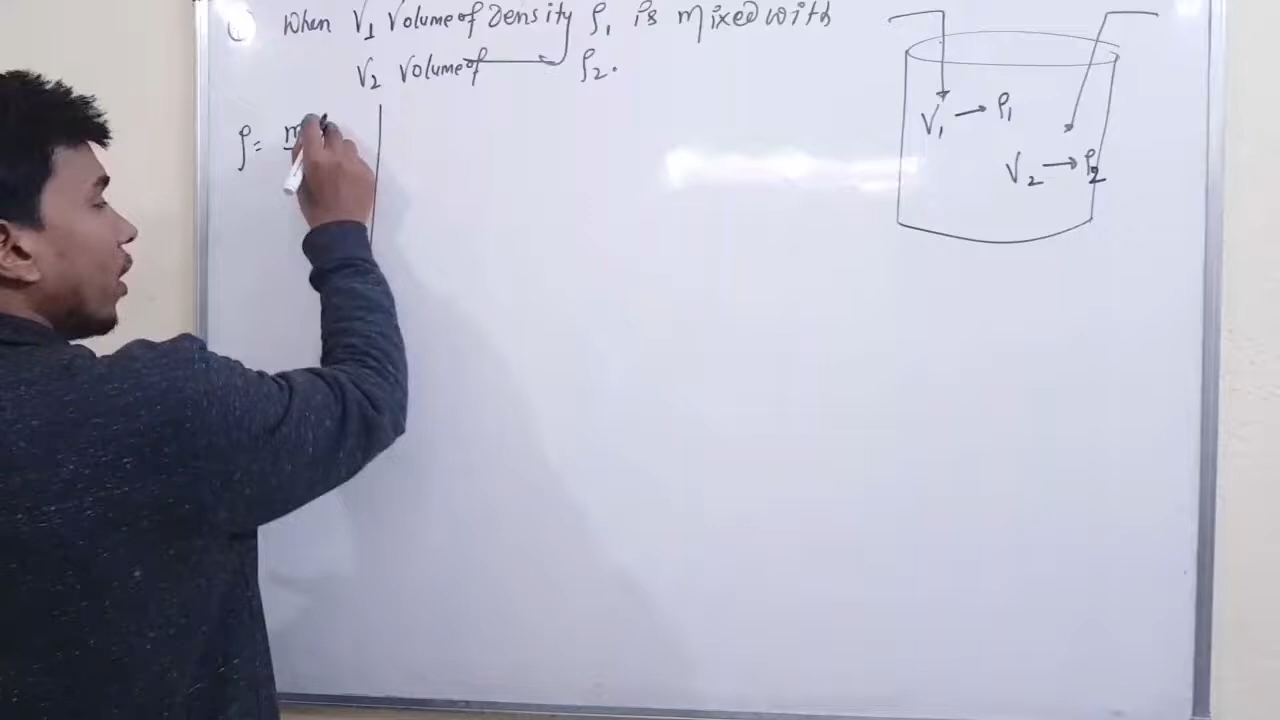 When V₁ Volume of Density ρ₁ is mixed with
V₂ Volume of ρ₂.
ρ = m
V₁ → ρ₁
V₂ → ρ₂